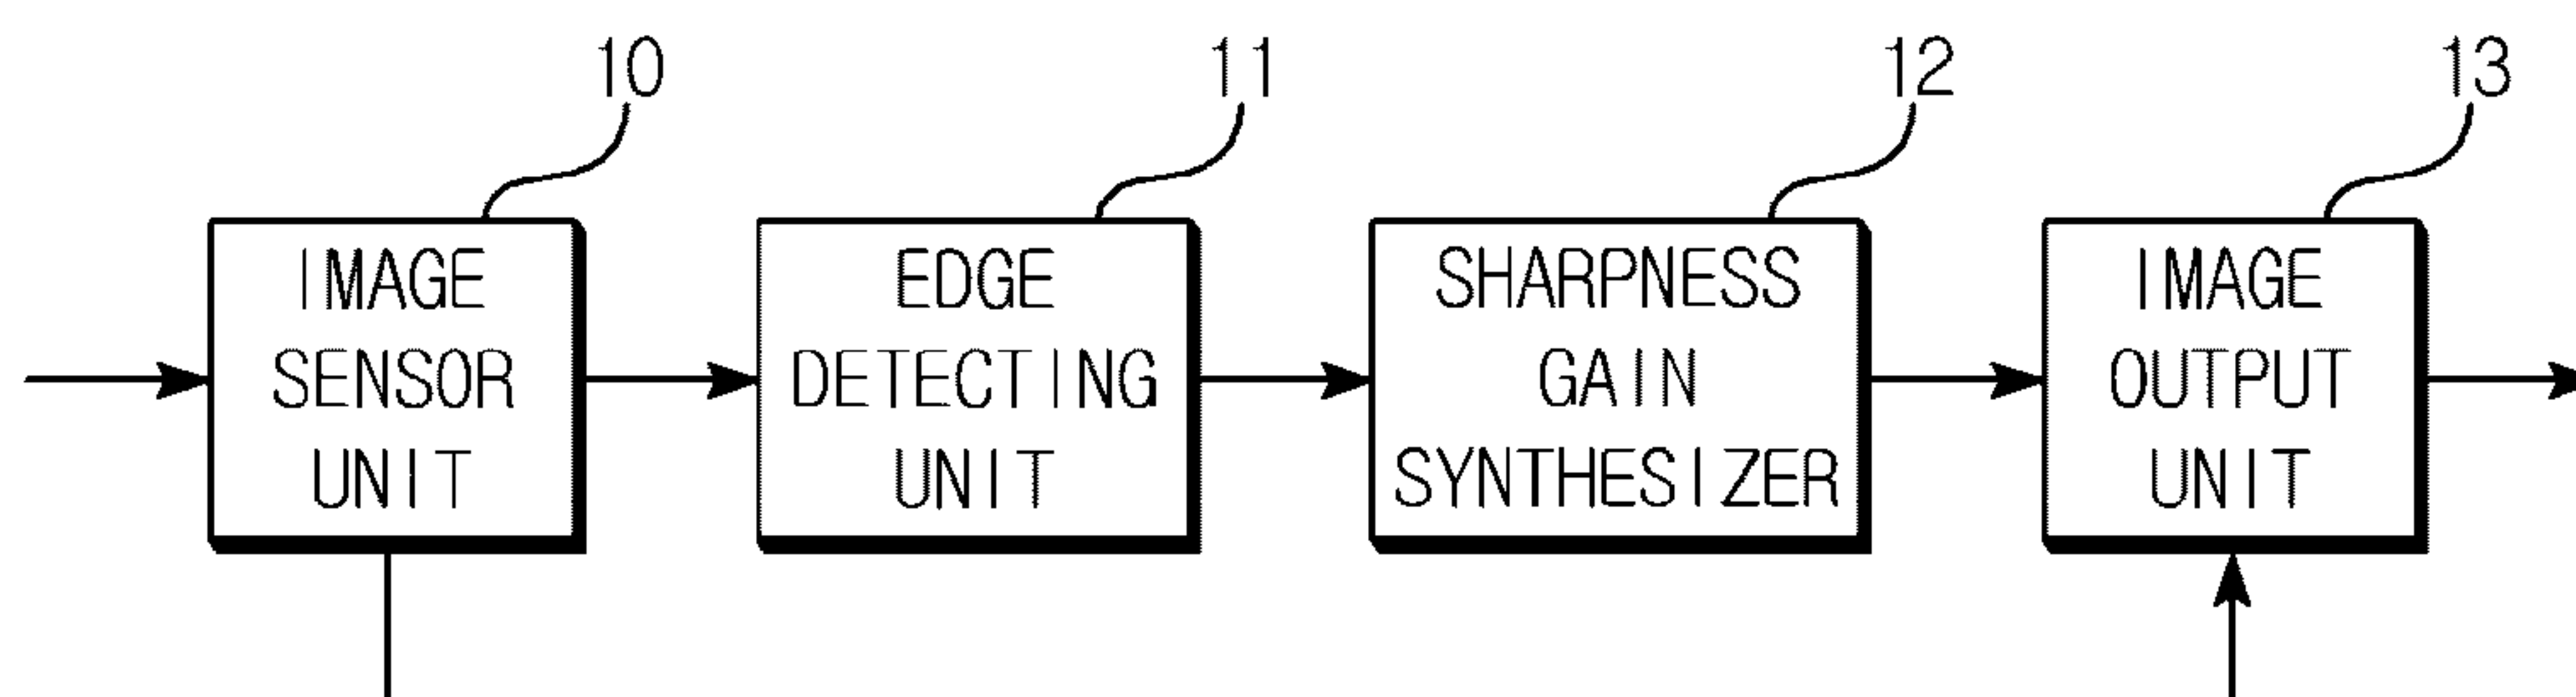 10
11
12
13
IMAGE
SENSOR
UNIT
EDGE
DETECTING
UNIT
SHARPNESS
GAIN
SYNTHESIZER
IMAGE
OUTPUT
UNIT